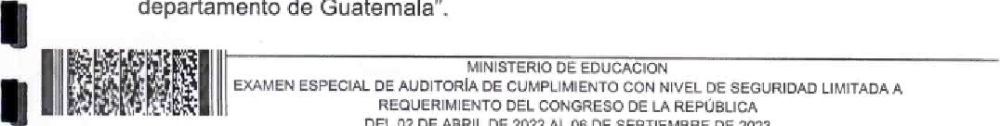 departamento de Guatemala".
MINISTERIO DE EDUCACION
EXAMEN ESPECIAL DE AUDITORÍA DE CUMPLIMIENTO CON NIVEL DE SEGURIDAD LIMITADA A
REQUERIMIENTO DEL CONGRESO DE LA REPÚBLICA
DEL 02 DE ABRIL DE 2022 AL 06 DE SEPTIEMBRE DE 2023